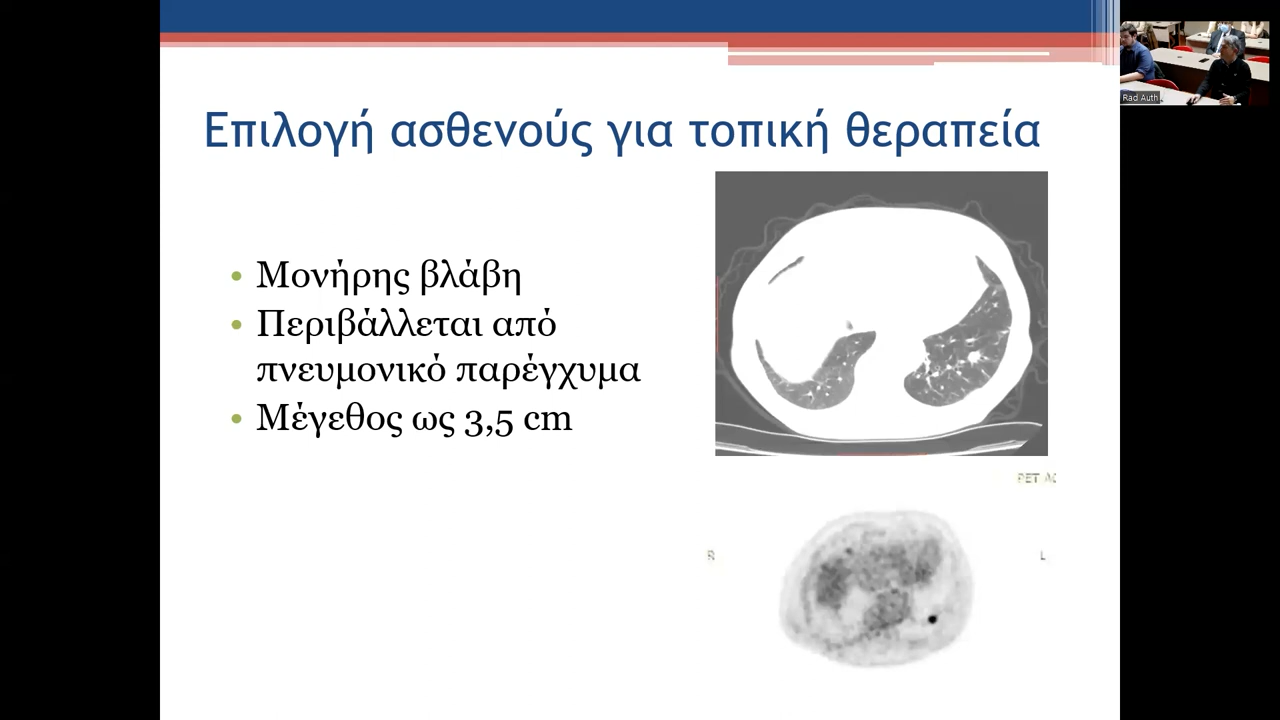 Rad Auth
Επιλογή ασθενούς για τοπική θεραπεία
• Μονήρης βλάβη
• Περιβάλλεται από
πνευμονικό παρέγχυμα
• Μέγεθος ως 3,5 cm
PET AC
R
L